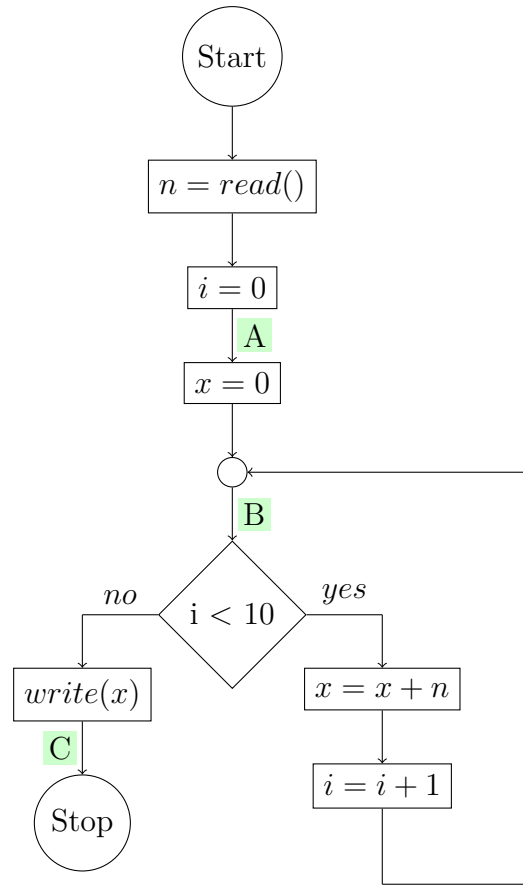 Start
n = read()
i = 0
A
x = 0
B
no
yes
i < 10
write(x)
x = x + n
C
i = i + 1
Stop